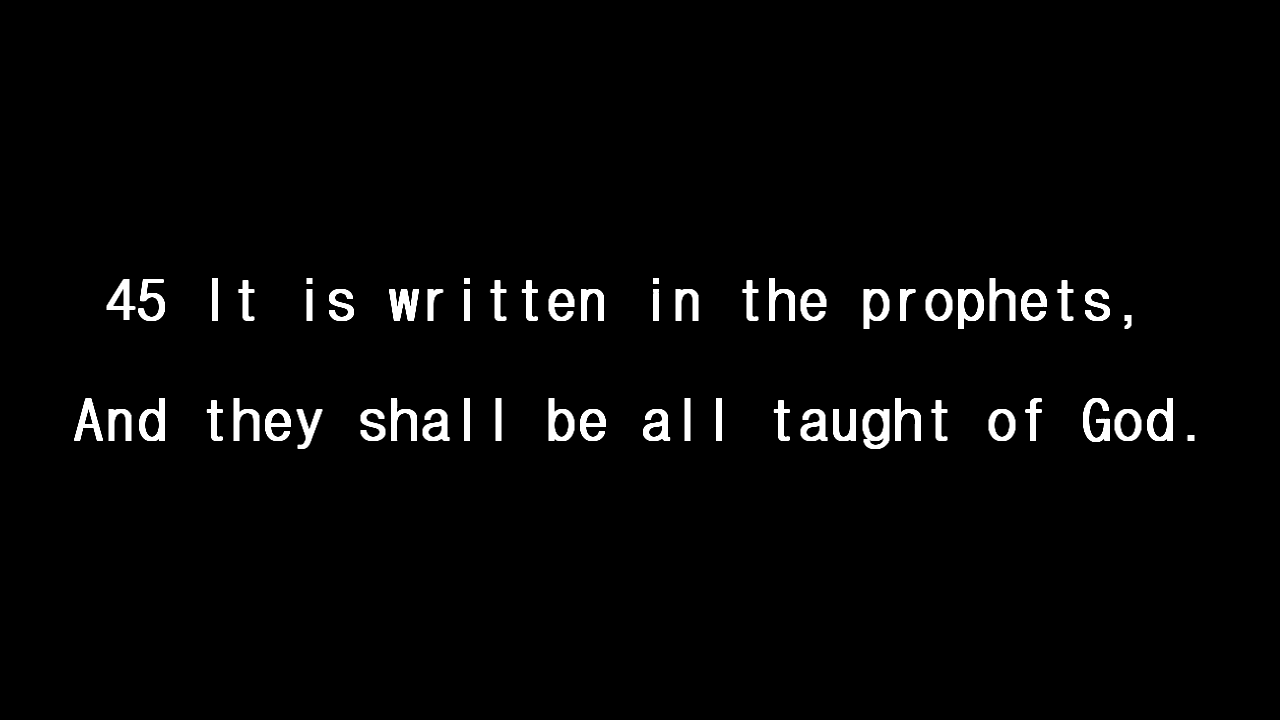 45 It is written in the prophets,
And they shall be all taught of God.